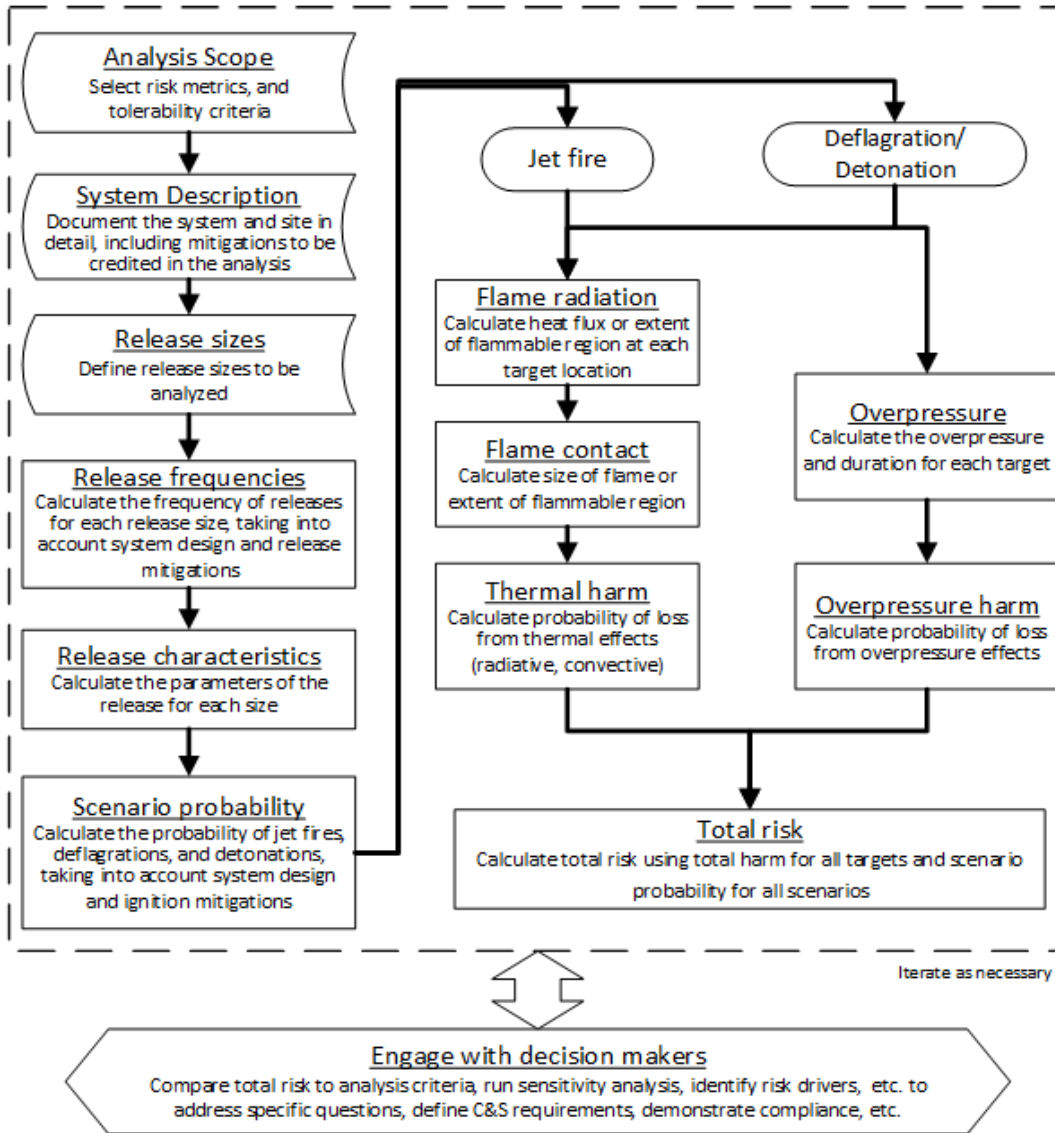 Analysis Scope
Select risk metrics, and
tolerability criteria
System Description
Document the system and site in
detail, including mitigations to be
credited in the analysis
Release sizes
Define release sizes to be
analyzed
Release frequencies
Calculate the frequency of releases
for each release size, taking into
account system design and release
mitigations
Release characteristics
Calculate the parameters of the
release for each size
Scenario probability
Calculate the probability of jet fires,
deflagrations, and detonations,
taking into account system design
and ignition mitigations
Jet fire
Deflagration/
Detonation
Flame radiation
Calculate heat flux or extent
of flammable region at each
target location
Flame contact
Calculate size of flame or
extent of flammable region
Thermal harm
Calculate probability of loss
from thermal effects
(radiative, convective)
Overpressure
Calculate the overpressure
and duration for each target
Overpressure harm
Calculate probability of loss
from overpressure effects
Total risk
Calculate total risk using total harm for all targets and scenario
probability for all scenarios
Iterate as necessary
Engage with decision makers
Compare total risk to analysis criteria, run sensitivity analysis, identify risk drivers, etc. to
address specific questions, define C&S requirements, demonstrate compliance, etc.